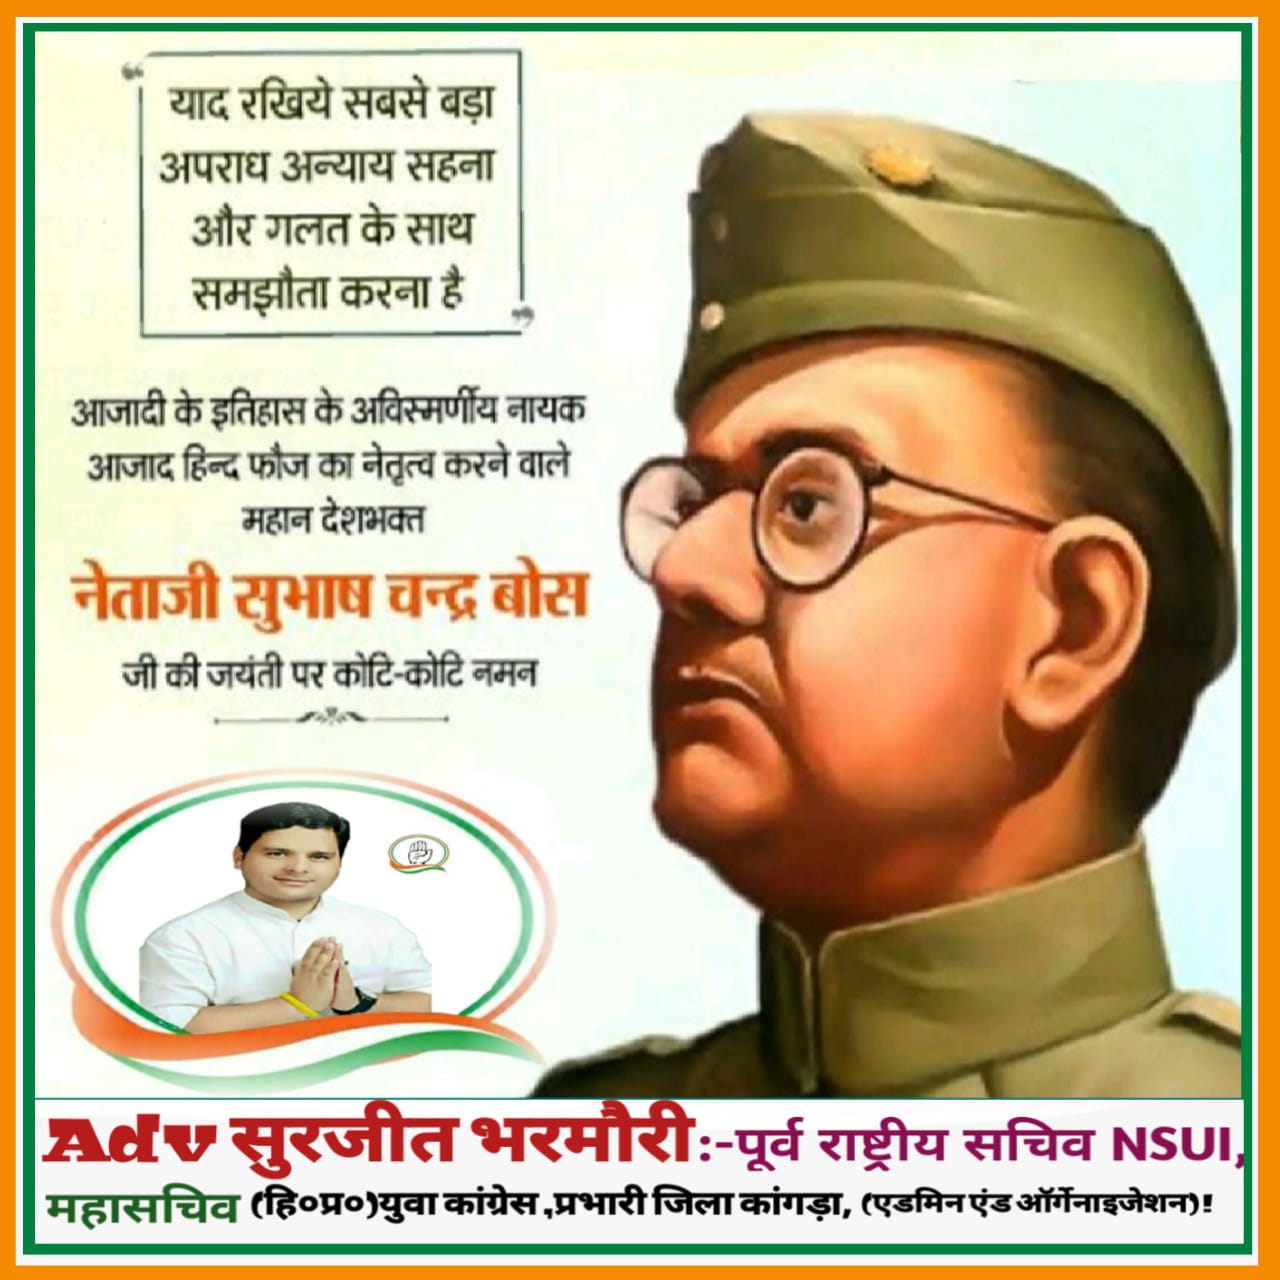 याद रखिये सबसे बड़ा
अपराध अन्याय सहना
और गलत के साथ
समझौता करना है
आजादी के इतिहास के अविस्मर्णीय नायक
आजाद हिन्द फौज का नेतृत्व करने वाले
महान देशभक्त
नेताजी सुभाष चन्द्र बोस
जी की जयंती पर कोटि-कोटि नमन
Adv सुरजीत भरमौरी:-पूर्व राष्ट्रीय सचिव NSUI,
महासचिव (हि०प्र०)युवा कांग्रेस ,प्रभारी जिला कांगड़ा, (एडमिन एंड ऑर्गेनाइजेशन)!